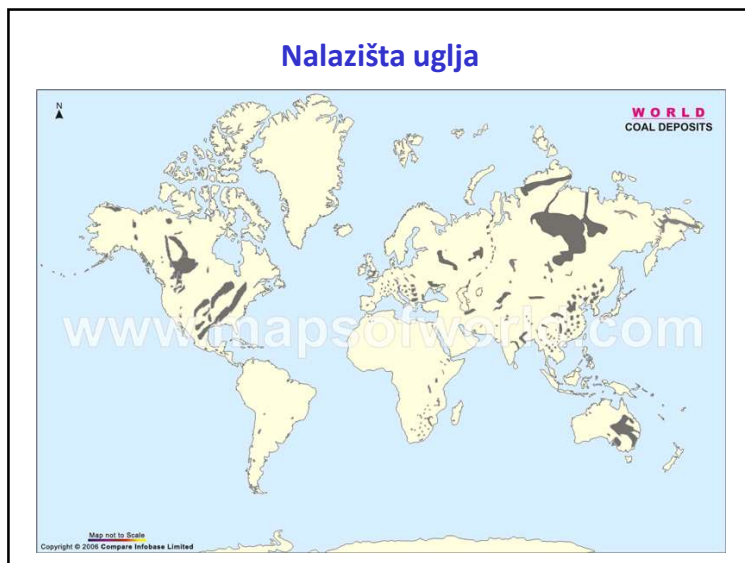 Nalazišta uglja
N
WORLD
COAL DEPOSITS
www.mapsofworld.com
Map not to Scale
Copyright © 2006 Compare Infobase Limited